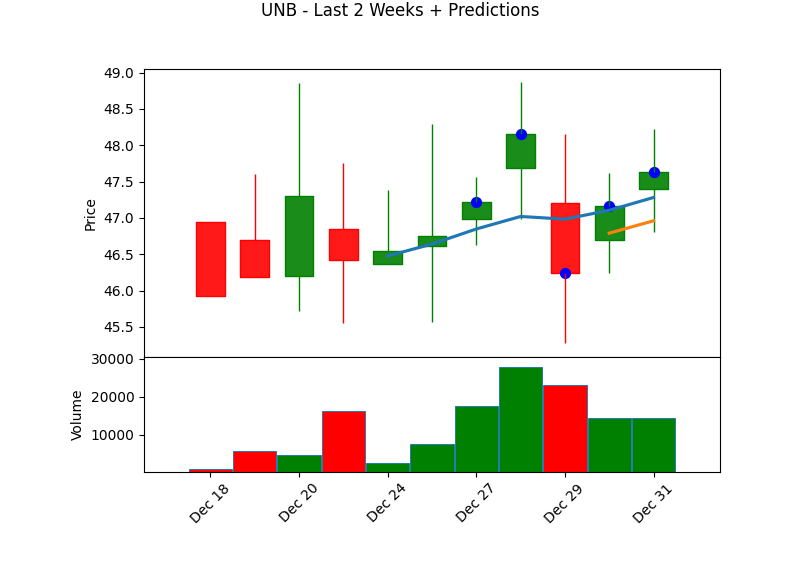 UNB - Last 2 Weeks + Predictions
49.0
48.5
48.0
47.5
47.0
46.5
46.0
45.5
Price
30000
20000
10000
Volume
Dec 18
Dec 20
Dec 24
Dec 27
Dec 29
Dec 31